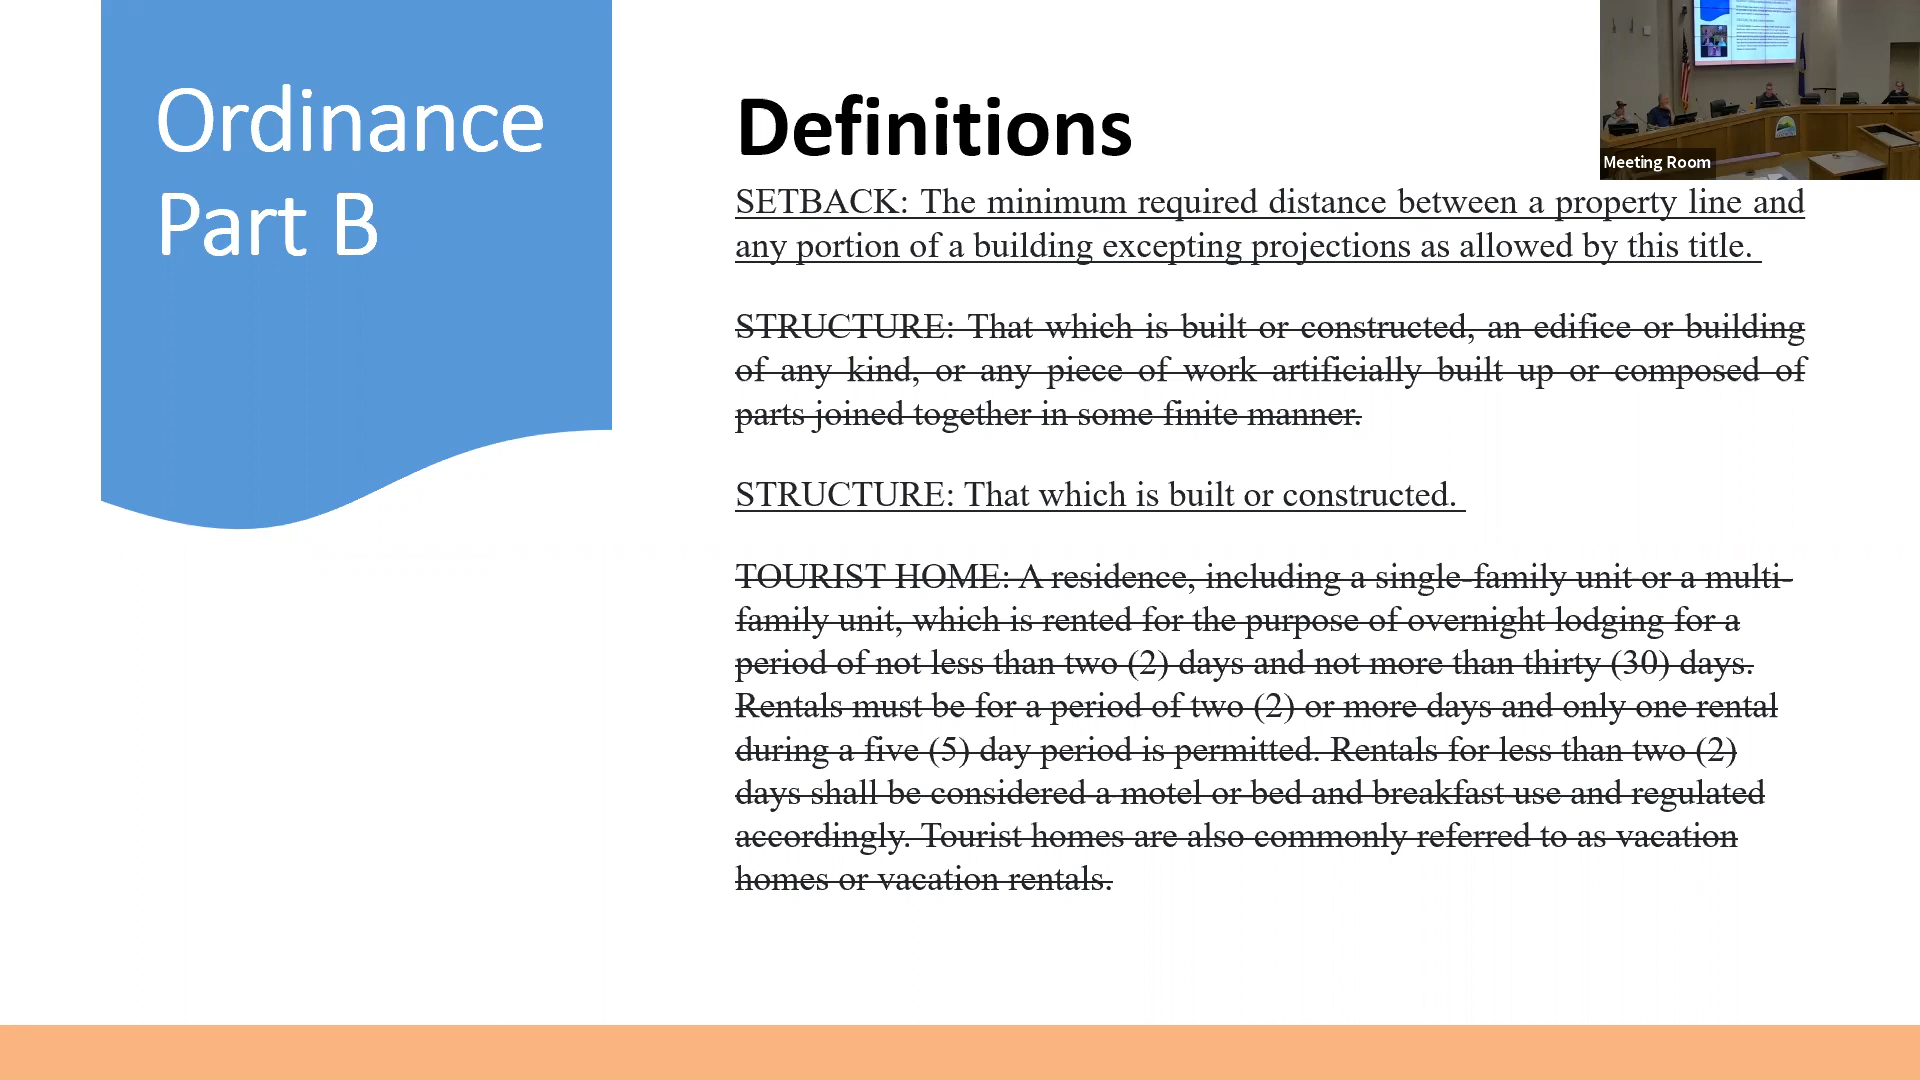 Ordinance
Part B
Definitions
SETBACK: The minimum required distance between a property line and
any portion of a building excepting projections as allowed by this title.
STRUCTURE: That which is built or constructed, an edifice or building
of any kind, or any piece of work artificially built up or composed of
parts joined together in some finite manner.
STRUCTURE: That which is built or constructed.
TOURIST HOME: A residence, including a single-family unit or a multi-
family unit, which is rented for the purpose of overnight lodging for a
period of not less than two (2) days and not more than thirty (30) days.
Rentals must be for a period of two (2) or more days and only one rental
during a five (5) day period is permitted. Rentals for less than two (2)
days shall be considered a motel or bed and breakfast use and regulated
accordingly. Tourist homes are also commonly referred to as vacation
homes or vacation rentals.
Meeting Room